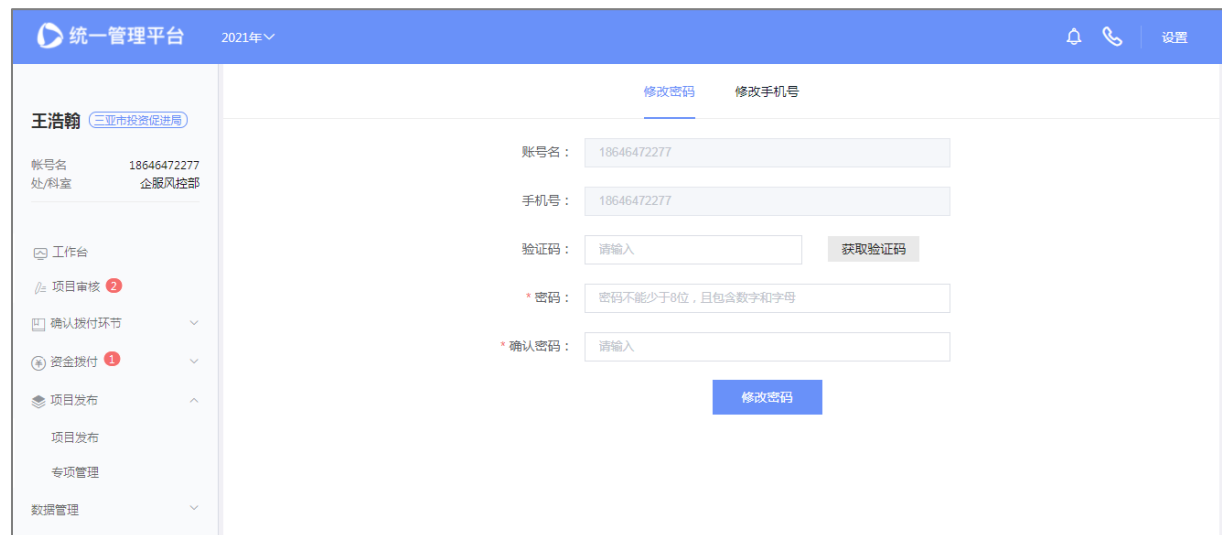 统一管理平台 2021年 设置
王浩翰 三亚市投资促进局
帐号名 18646472277
处/科室 企服风控部
工作台
项目审核 2
确认拨付环节
资金拨付 1
项目发布
项目发布
专项管理
数据管理
修改密码 修改手机号
账号名： 18646472277
手机号： 18646472277
验证码： 请输入 获取验证码
* 密码： 密码不能少于8位，且包含数字和字母
* 确认密码： 请输入
修改密码